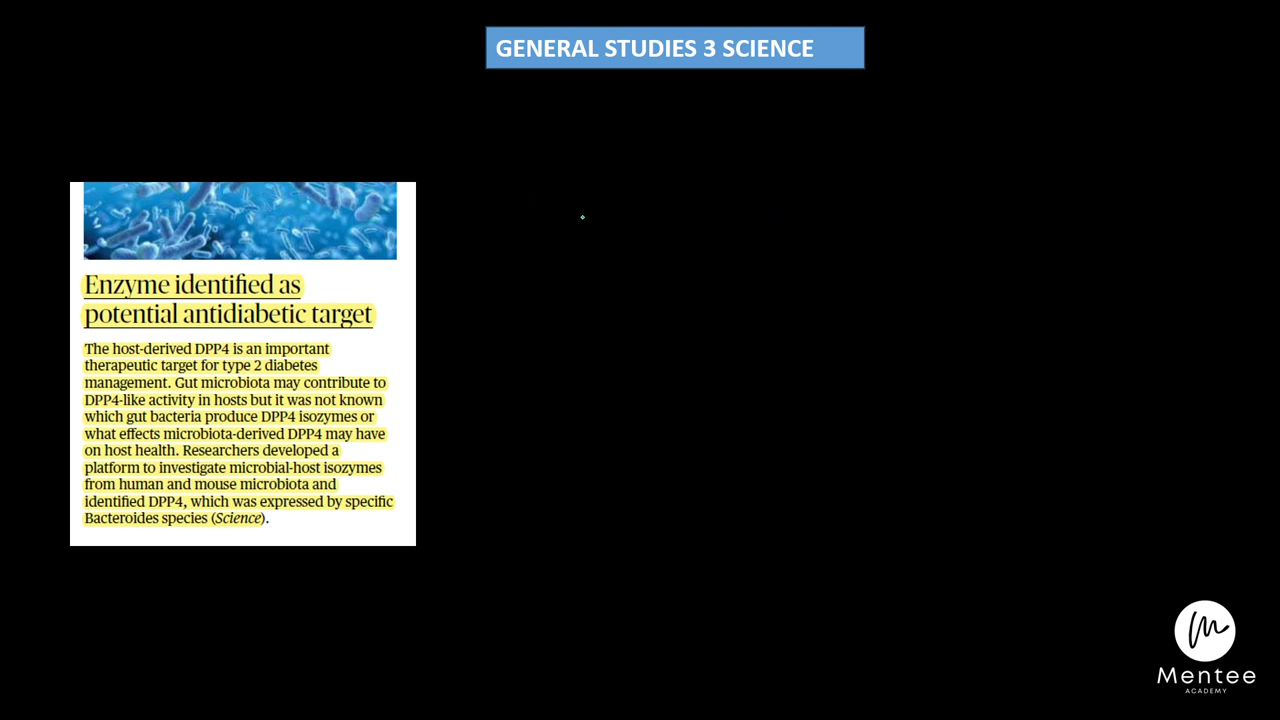 GENERAL STUDIES 3 SCIENCE
Enzyme identified as
potential antidiabetic target
The host-derived DPP4 is an important
therapeutic target for type 2 diabetes
management. Gut microbiota may contribute to
DPP4-like activity in hosts but it was not known
which gut bacteria produce DPP4 isozymes or
what effects microbiota-derived DPP4 may have
on host health. Researchers developed a
platform to investigate microbial-host isozymes
from human and mouse microbiota and
identified DPP4, which was expressed by specific
Bacteroides species (Science).
Mentee
ACADEMY